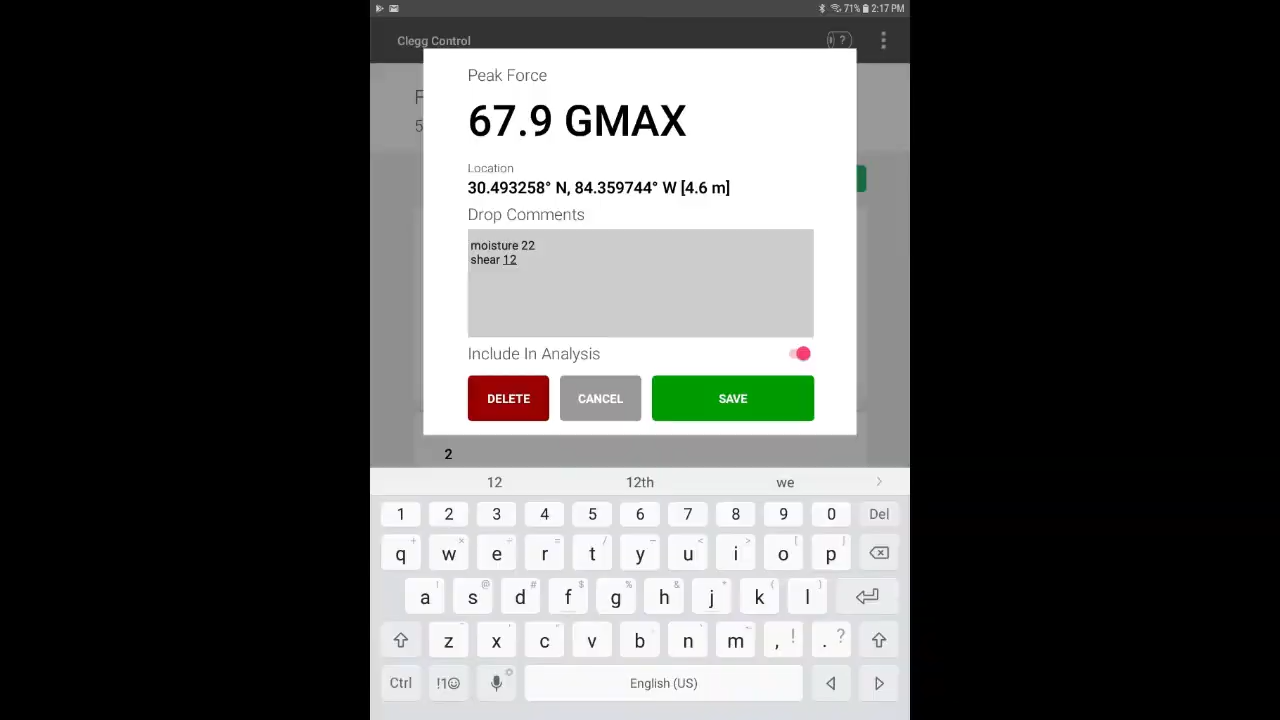 71% 2:17 PM
Clegg Control
?
F
5
Peak Force
67.9 GMAX
Location
30.493258° N, 84.359744° W [4.6 m]
Drop Comments
moisture 22
shear 12
Include In Analysis
DELETE CANCEL SAVE
2
12 12th we
1 2 3 4 5 6 7 8 9 0 Del
q w e r t y u i o p
a s d f g h j k l
z x c v b n m , ! . ?
Ctrl !1☺ English (US)